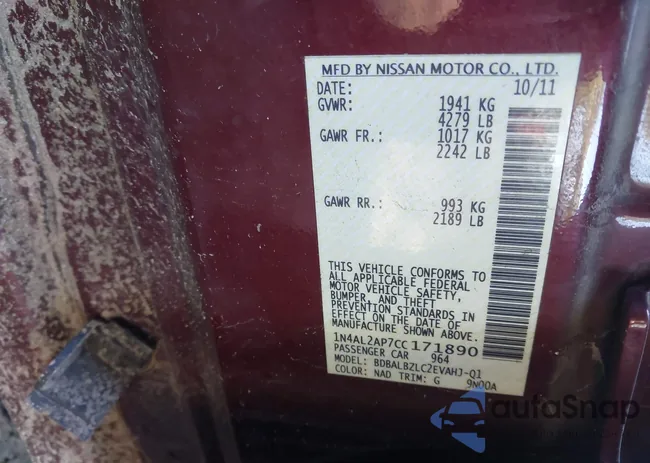 MFD BY NISSAN MOTOR CO., LTD.
DATE: 10/11
GVWR: 1941 KG
4279 LB
GAWR FR.: 1017 KG
2242 LB
GAWR RR.: 993 KG
2189 LB
THIS VEHICLE CONFORMS TO
ALL APPLICABLE FEDERAL
MOTOR VEHICLE SAFETY,
BUMPER, AND THEFT
PREVENTION STANDARDS IN
EFFECT ON THE DATE OF
MANUFACTURE SHOWN ABOVE.
1N4AL2AP7CC171890
PASSENGER CAR 964
MODEL: BDBALBZLC2EVAHJ-Q1
COLOR: NAD TRIM: G 9N00A
autoSnap